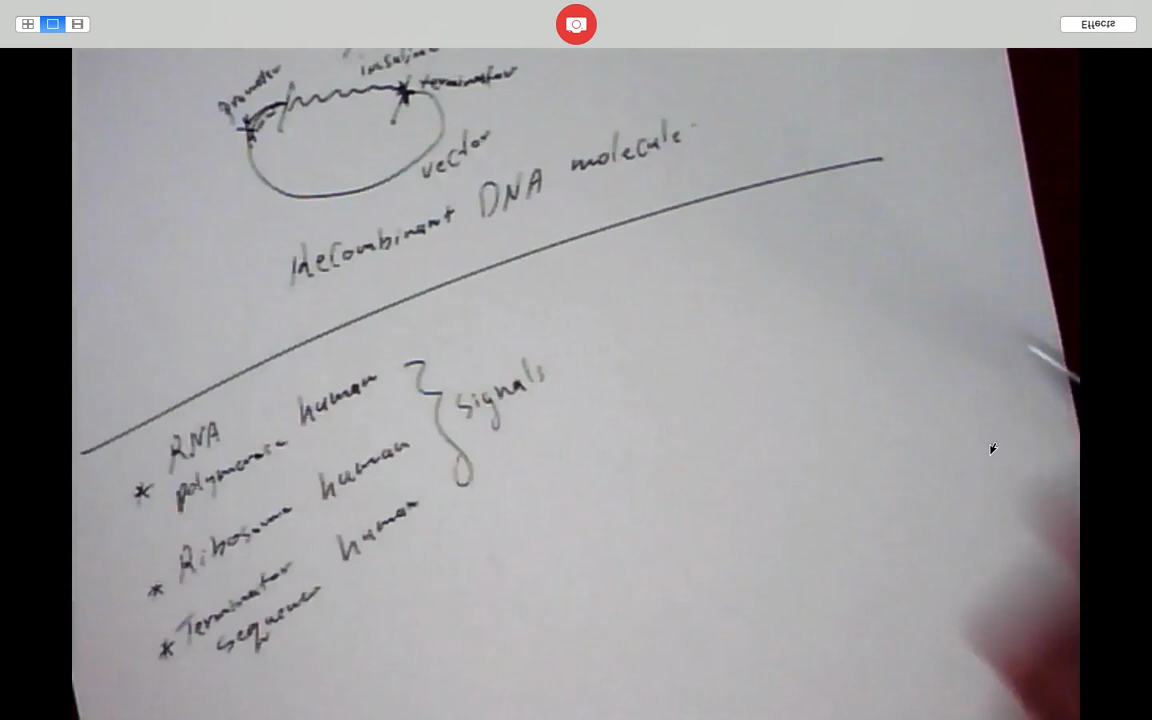 Effects
promoter
insulin
terminator
vector
Recombinant DNA molecule
RNA
* polymerase human
* Ribosome human
* Terminator human
sequence
} signals